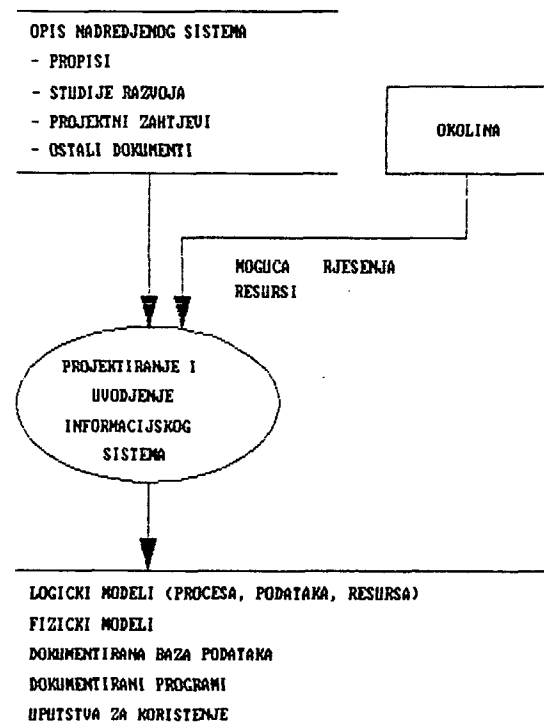 OPIS NADREDJENOG SISTEMA
- PROPISI
- STUDIJE RAZVOJA
- PROJEKTNI ZAHTJEVI
- OSTALI DOKUMENTI
OKOLINA
MOGUCA RJESENJA
RESURSI
PROJEKTIRANJE I
UVODJENJE
INFORMACIJSKOG
SISTEMA
LOGICKI MODELI (PROCESA, PODATAKA, RESURSA)
FIZICKI MODELI
DOKUMENTIRANA BAZA PODATAKA
DOKUMENTIRANI PROGRAMI
UPUTSTVA ZA KORISTENJE